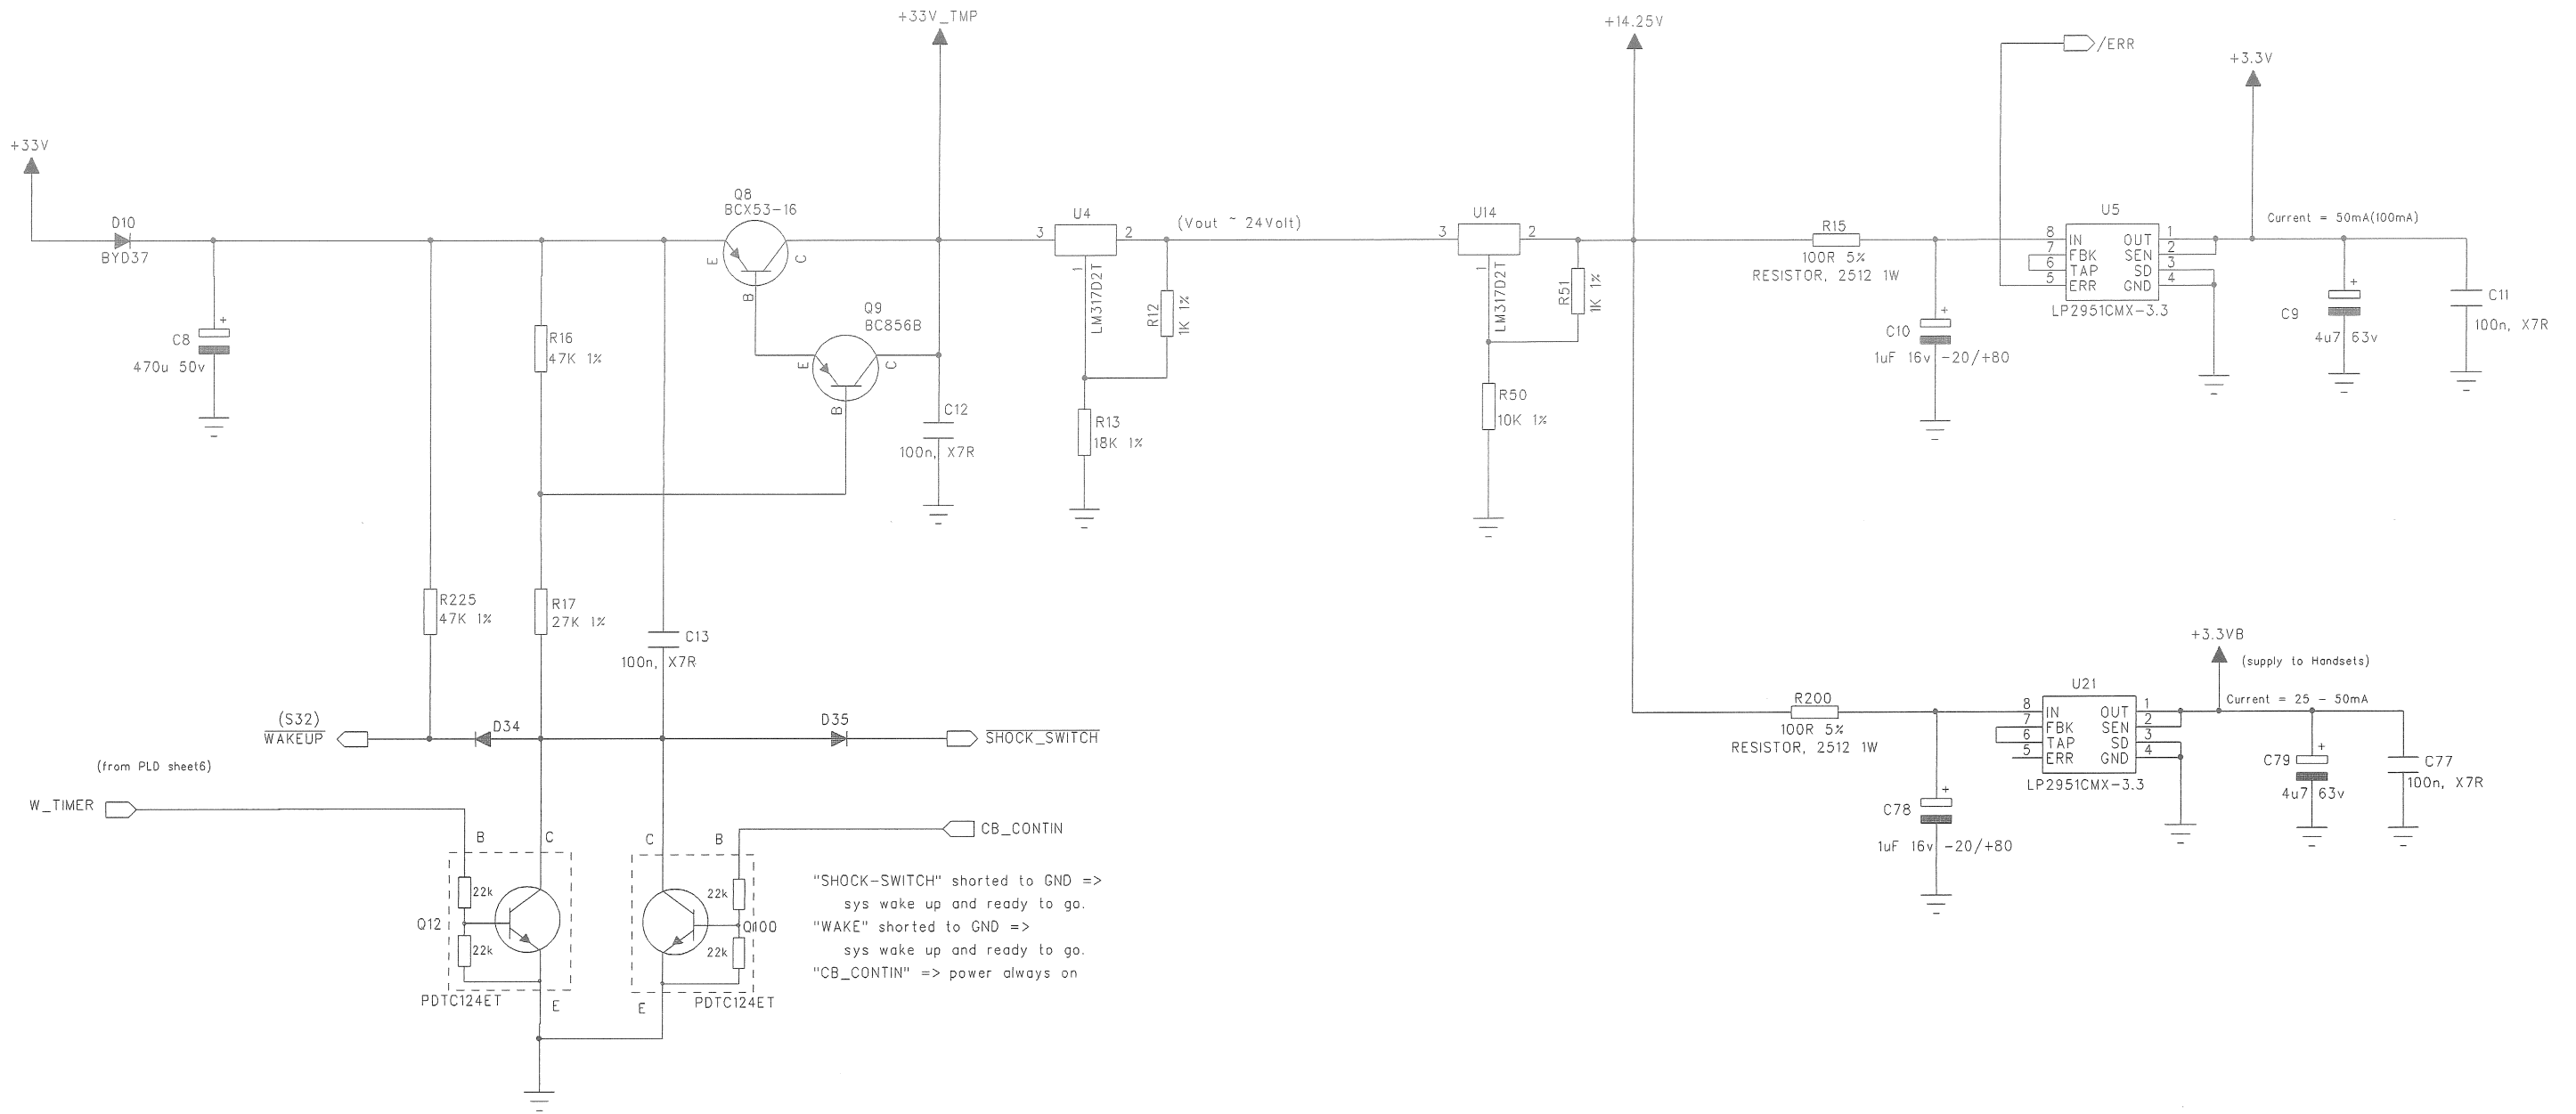 +33V_TMP
+14.25V
/ERR
+3.3V
+33V
D10
BYD37
Q8
BCX53-16
E
C
B
U4
3
2
1
LM317D2T
(Vout ~ 24Volt)
U14
3
2
1
LM317D2T
R15
100R 5%
RESISTOR, 2512 1W
U5
8 IN OUT 1
7 FBK SEN 2
6 TAP SD 3
5 ERR GND 4
LP2951CMX-3.3
Current = 50mA(100mA)
C8
470u 50v
+
R16
47K 1%
Q9
BC856B
E
C
B
R12
1K 1%
R13
18K 1%
C12
100n, X7R
R51
1K 1%
R50
10K 1%
C10
+
1uF 16v -20/+80
C9
+
4u7 63v
C11
100n, X7R
R225
47K 1%
R17
27K 1%
C13
100n, X7R
+3.3VB
(supply to Handsets)
Current = 25 - 50mA
(S32)
WAKEUP
D34
D35
SHOCK_SWITCH
R200
100R 5%
RESISTOR, 2512 1W
U21
8 IN OUT 1
7 FBK SEN 2
6 TAP SD 3
5 ERR GND 4
LP2951CMX-3.3
C78
+
1uF 16v -20/+80
C79
+
4u7 63v
C77
100n, X7R
(from PLD sheet6)
W_TIMER
CB_CONTIN
B
C
22k
22k
Q12
PDTC124ET
E
C
B
22k
22k
Q100
PDTC124ET
E
"SHOCK-SWITCH" shorted to GND =>
sys wake up and ready to go.
"WAKE" shorted to GND =>
sys wake up and ready to go.
"CB_CONTIN" => power always on